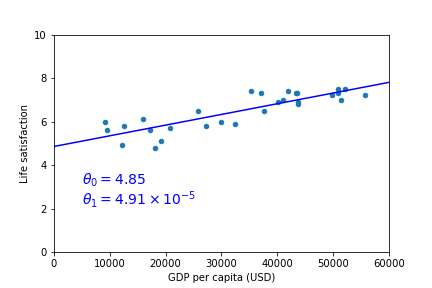 10
8
6
4
2
0
Life satisfaction
θ₀ = 4.85
θ₁ = 4.91 × 10⁻⁵
0 10000 20000 30000 40000 50000 60000
GDP per capita (USD)